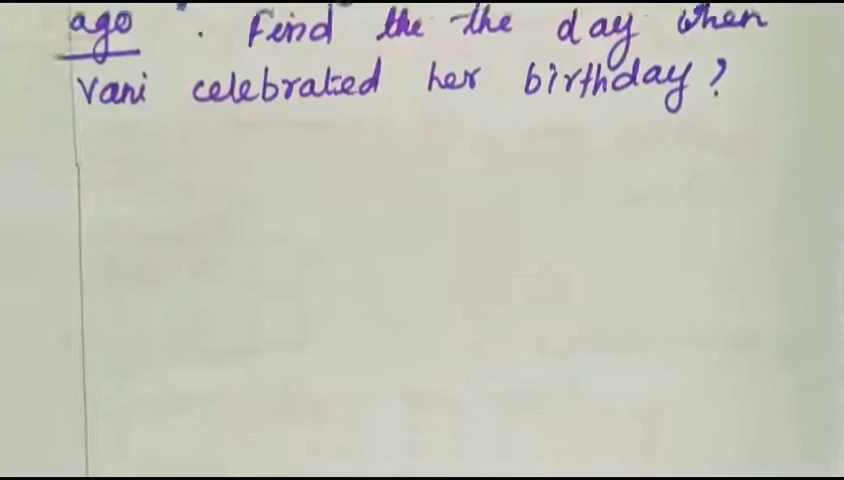 ago ". Find the the day when
vani celebrated her birthday?